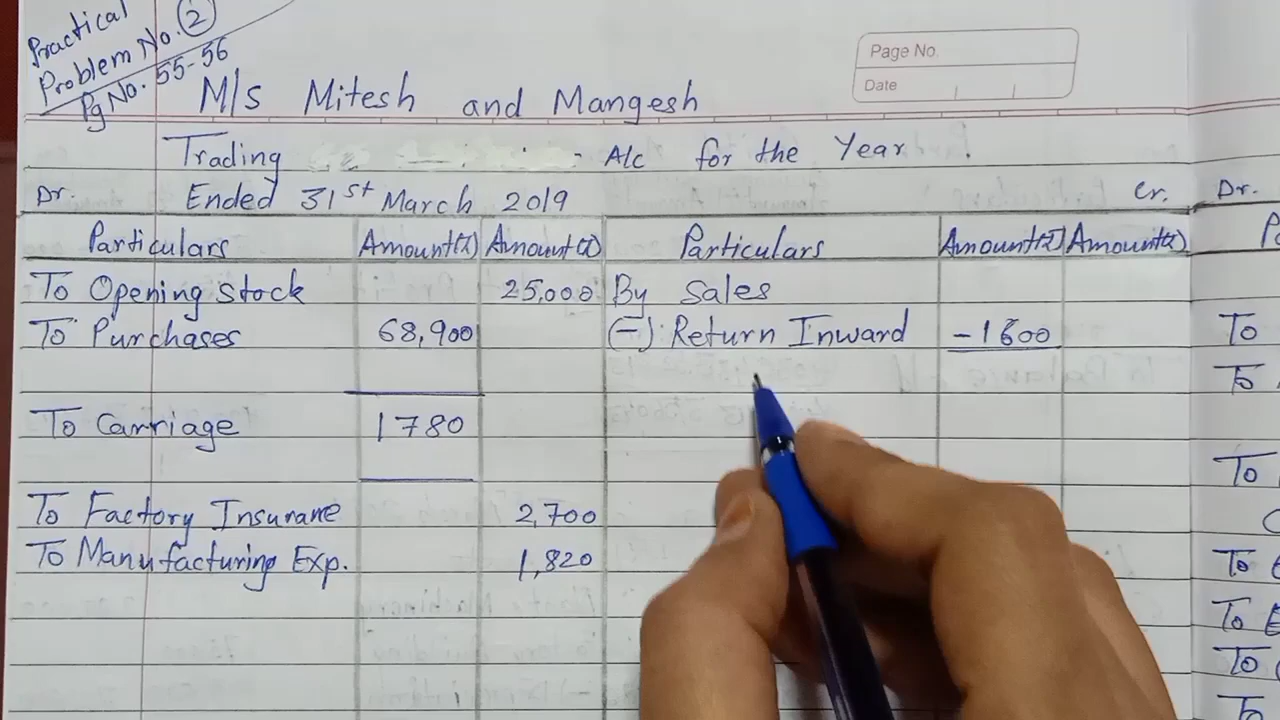 Practical
Problem No. 2
Pg No. 55-56
Page No.
Date
M/s Mitesh and Mangesh
Trading A/c for the Year
Dr. Ended 31st March 2019 Cr. Dr.
Particulars Amount(₹) Amount(₹) Particulars Amount(₹) Amount(₹)
To Opening stock 25,000 By Sales
To Purchases 68,900 (-) Return Inward -1600 To
To
To Carriage 1780
To
To Factory Insurane 2,700
To Manufacturing Exp. 1,820 To
To
To
To